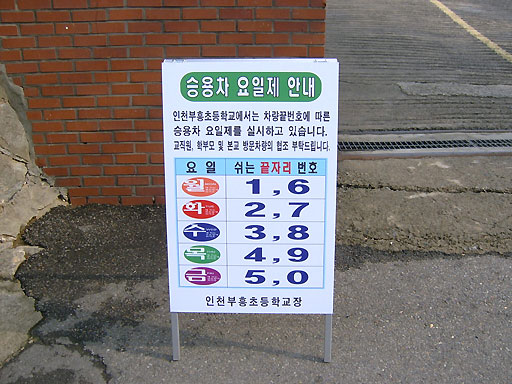 승용차 요일제 안내
인천부흥초등학교에서는 차량끝번호에 따른
승용차 요일제를 실시하고 있습니다.
교직원, 학부모 및 본교 방문차량의 협조 부탁드립니다.
요 일 쉬는 끝자리 번호
월 1 , 6
화 2 , 7
수 3 , 8
목 4 , 9
금 5 , 0
인천부흥초등학교장